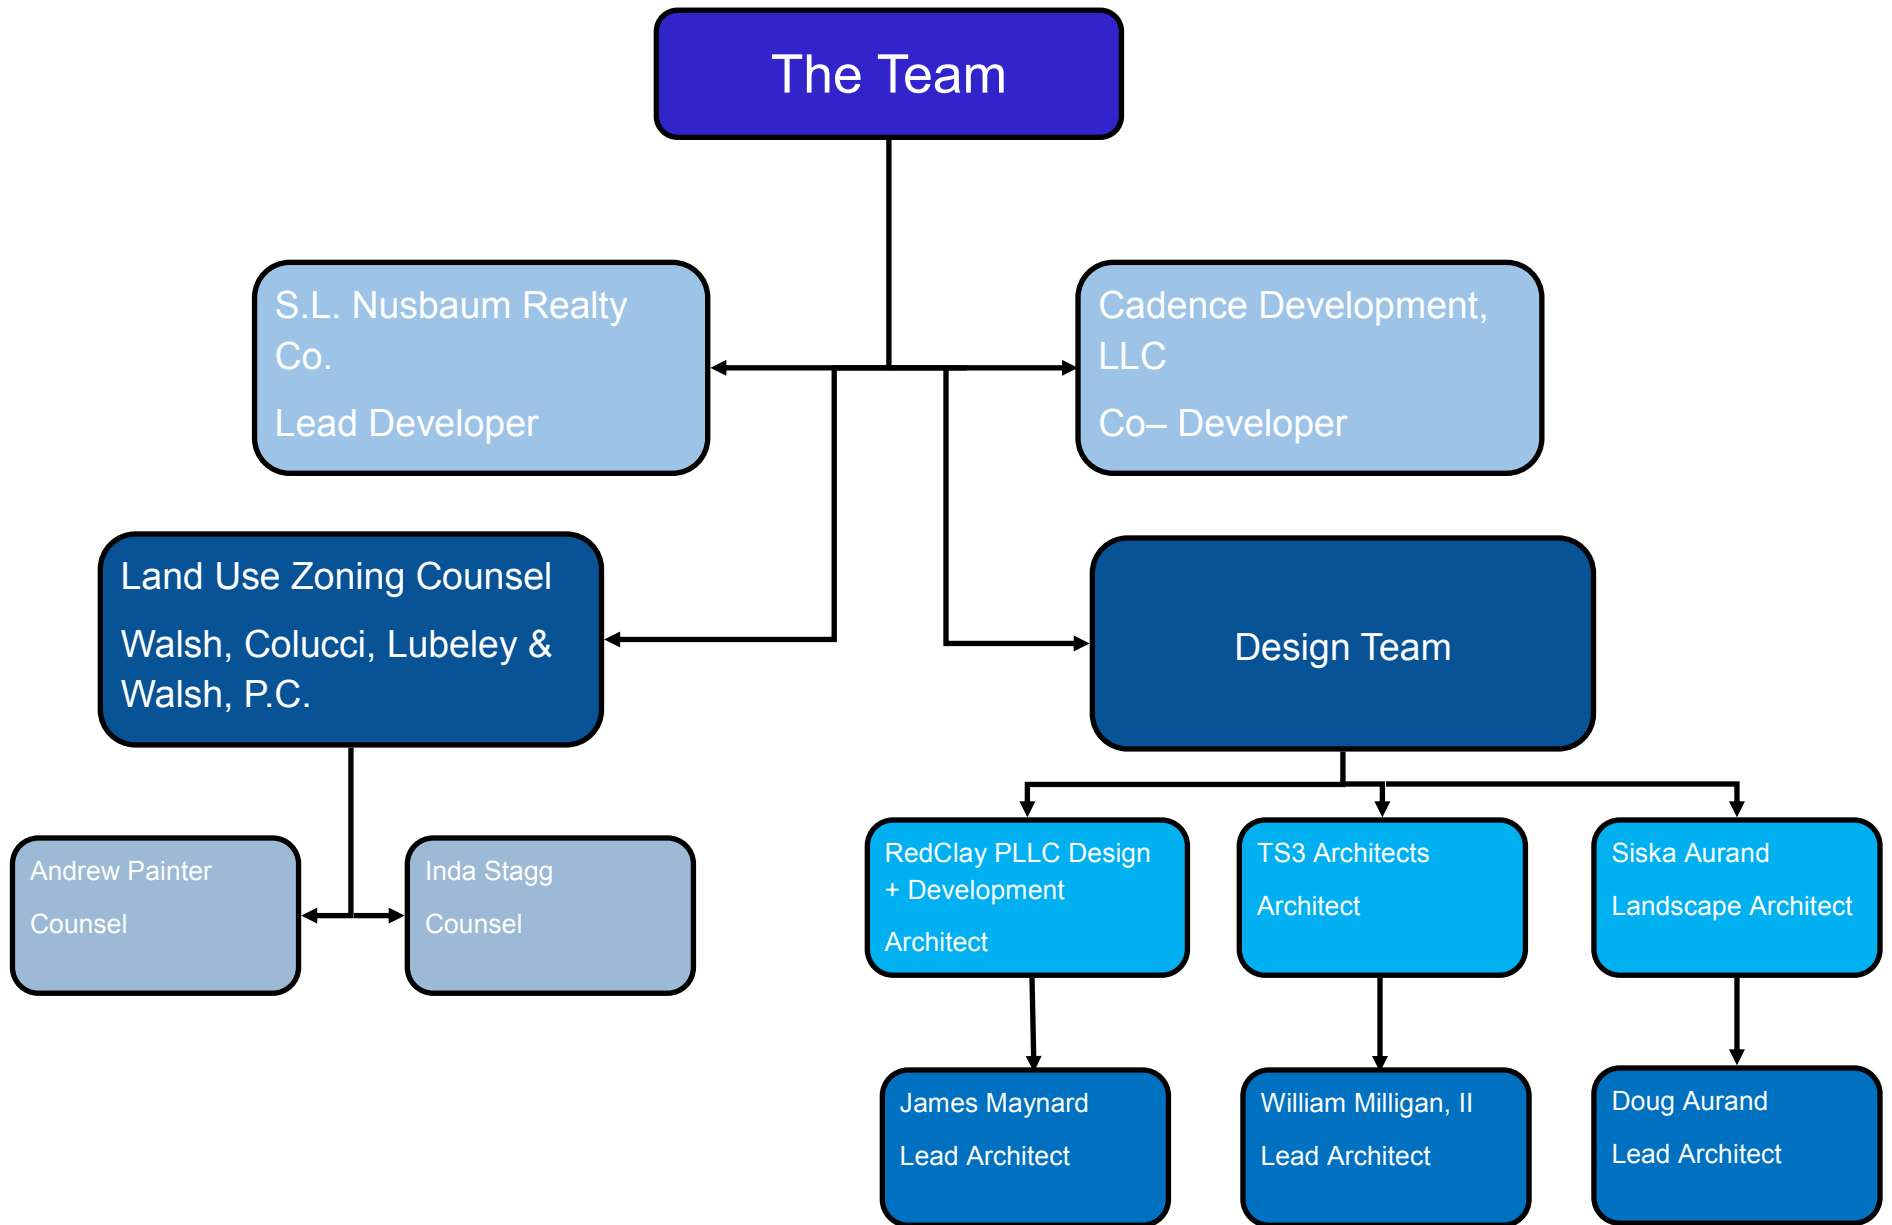 The Team
S.L. Nusbaum Realty
Co.
Lead Developer
Cadence Development,
LLC
Co– Developer
Land Use Zoning Counsel
Walsh, Colucci, Lubeley &
Walsh, P.C.
Design Team
Andrew Painter
Counsel
Inda Stagg
Counsel
RedClay PLLC Design
+ Development
Architect
TS3 Architects
Architect
Siska Aurand
Landscape Architect
James Maynard
Lead Architect
William Milligan, II
Lead Architect
Doug Aurand
Lead Architect